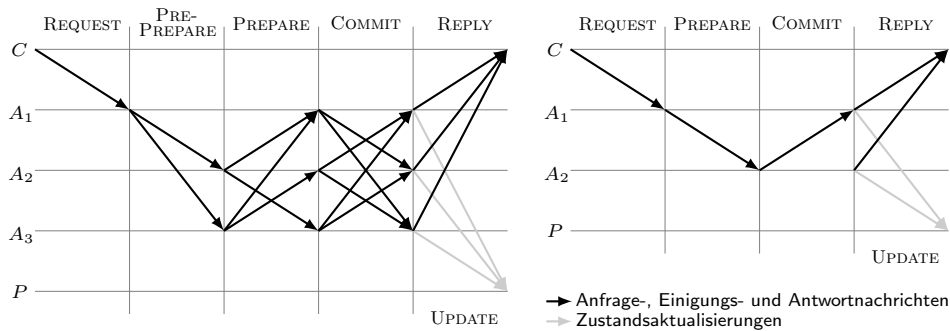 REQUEST
PRE-
PREPARE
PREPARE
COMMIT
REPLY
C
A1
A2
A3
P
UPDATE
REQUEST
PREPARE
COMMIT
REPLY
C
A1
A2
P
UPDATE
Anfrage-, Einigungs- und Antwortnachrichten
Zustandsaktualisierungen